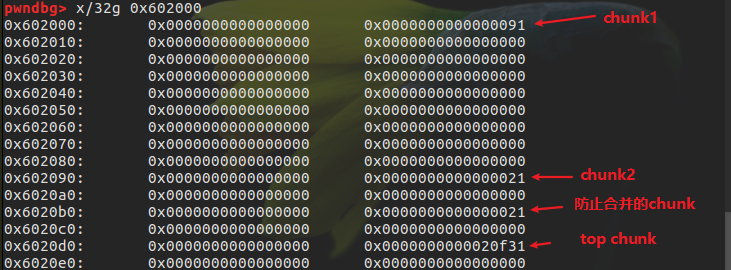 pwndbg> x/32g 0x602000
0x602000: 0x0000000000000000 0x0000000000000091 chunk1
0x602010: 0x0000000000000000 0x0000000000000000
0x602020: 0x0000000000000000 0x0000000000000000
0x602030: 0x0000000000000000 0x0000000000000000
0x602040: 0x0000000000000000 0x0000000000000000
0x602050: 0x0000000000000000 0x0000000000000000
0x602060: 0x0000000000000000 0x0000000000000000
0x602070: 0x0000000000000000 0x0000000000000000
0x602080: 0x0000000000000000 0x0000000000000000
0x602090: 0x0000000000000000 0x0000000000000021 chunk2
0x6020a0: 0x0000000000000000 0x0000000000000000
0x6020b0: 0x0000000000000000 0x0000000000000021 防止合并的chunk
0x6020c0: 0x0000000000000000 0x0000000000000000
0x6020d0: 0x0000000000000000 0x0000000000020f31 top chunk
0x6020e0: 0x0000000000000000 0x0000000000000000